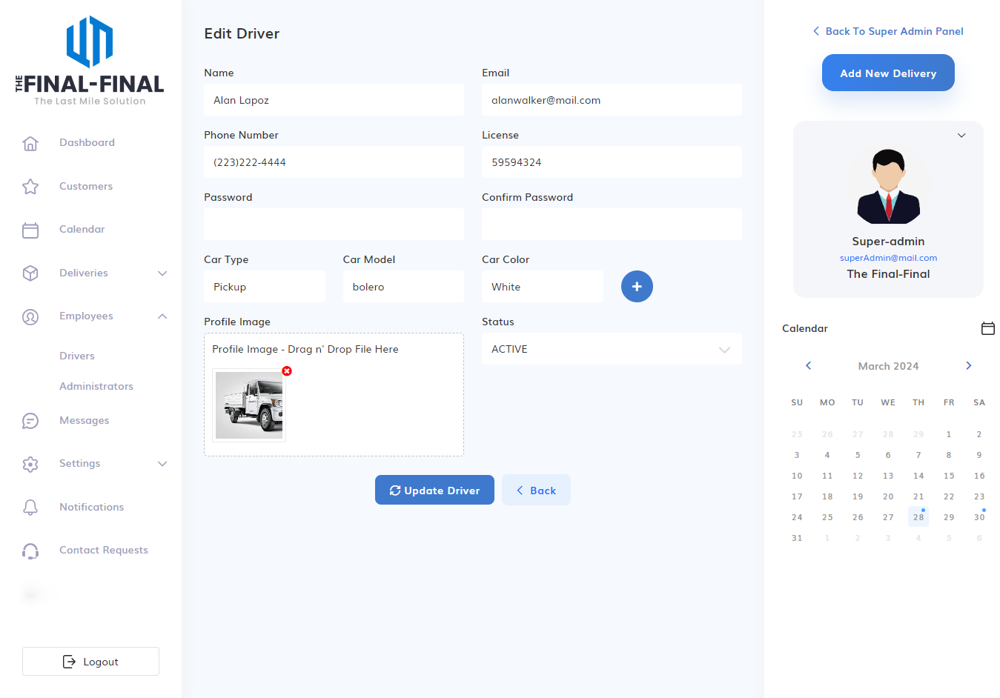 THE FINAL-FINAL
The Last Mile Solution
Dashboard
Customers
Calendar
Deliveries
Employees
Drivers
Administrators
Messages
Settings
Notifications
Contact Requests
Logout
Edit Driver
Name
Email
Alan Lapoz
alanwalker@mail.com
Phone Number
License
(223)222-4444
59594324
Password
Confirm Password
Car Type
Car Model
Car Color
Pickup
bolero
White
Profile Image
Status
Profile Image - Drag n' Drop File Here
ACTIVE
Update Driver
Back
Back To Super Admin Panel
Add New Delivery
Super-admin
superAdmin@mail.com
The Final-Final
Calendar
March 2024
SU MO TU WE TH FR SA
25 26 27 28 29 1 2
3 4 5 6 7 8 9
10 11 12 13 14 15 16
17 18 19 20 21 22 23
24 25 26 27 28 29 30
31 1 2 3 4 5 6